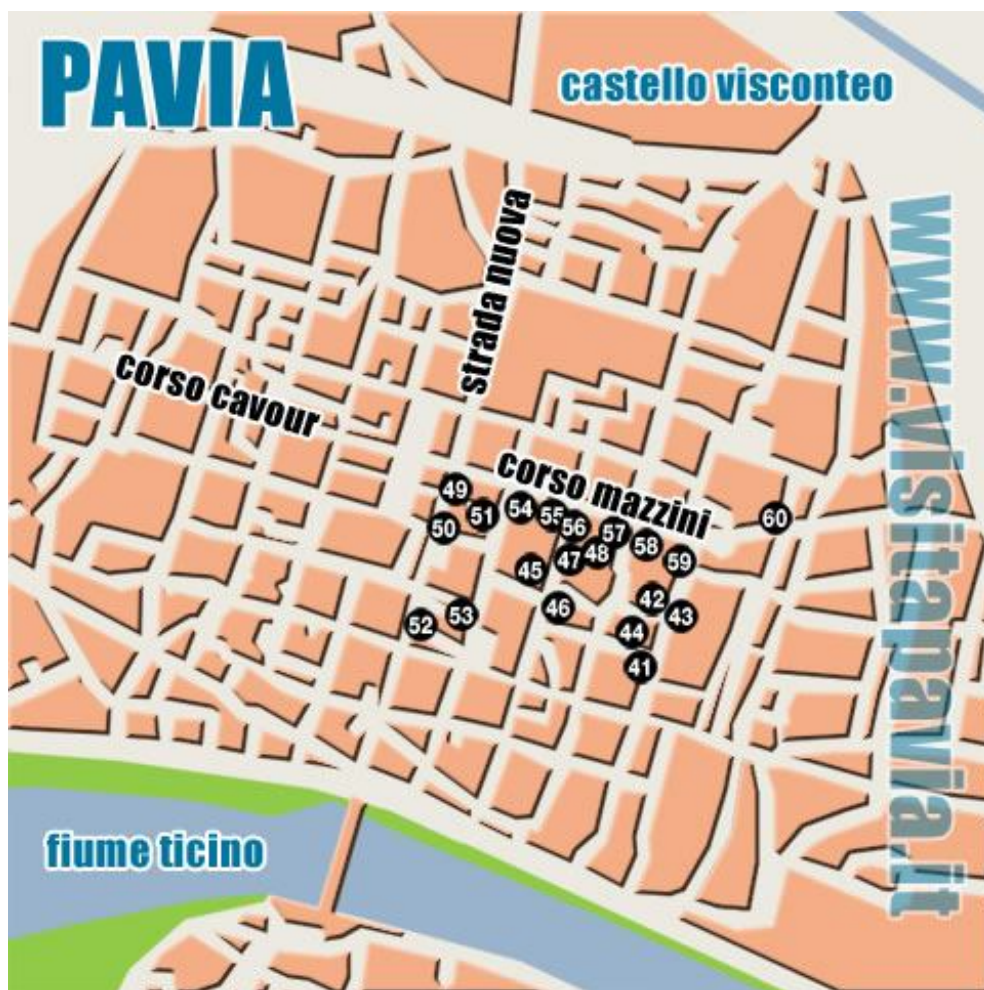 PAVIA
castello visconteo
strada nuova
www.visitapavia.it
corso cavour
corso mazzini
49
51
54
55
50
56
60
57
58
48
47
59
45
42
46
53
43
52
44
41
fiume ticino